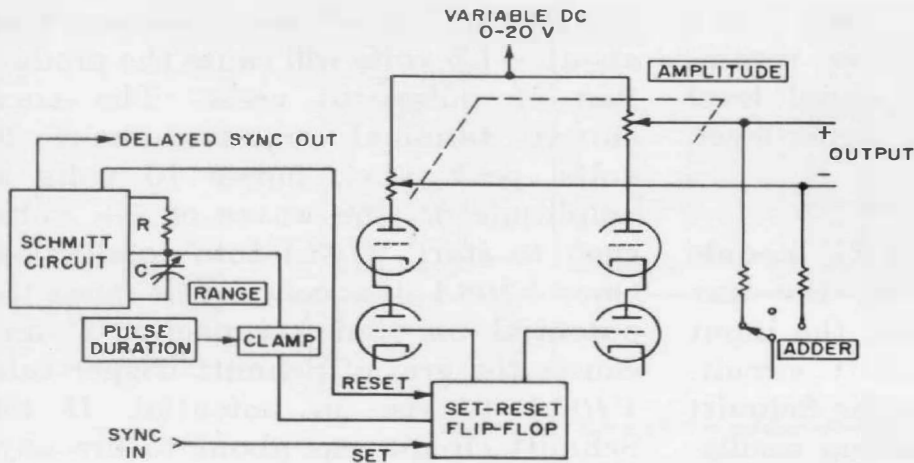 VARIABLE DC
0-20 V
AMPLITUDE
DELAYED SYNC OUT
+
OUTPUT
−
SCHMITT
CIRCUIT
R
C
RANGE
PULSE
DURATION
CLAMP
ADDER
RESET
SET-RESET
FLIP-FLOP
SYNC
IN
SET